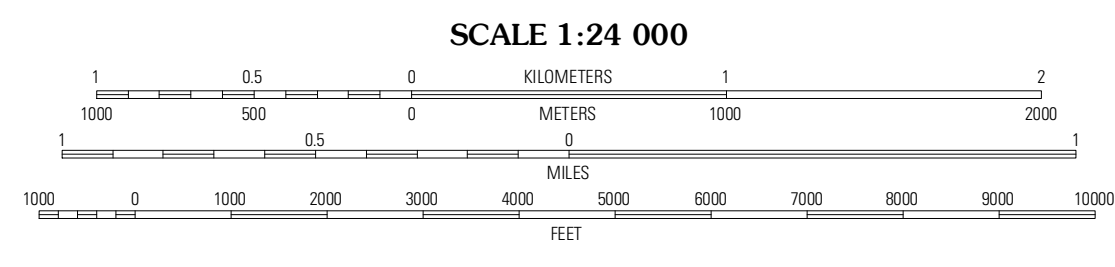 SCALE 1:24 000
1 0.5 0 KILOMETERS 1 2
1000 500 0 METERS 1000 2000
1 0.5 0 1
MILES
1000 0 1000 2000 3000 4000 5000 6000 7000 8000 9000 10000
FEET